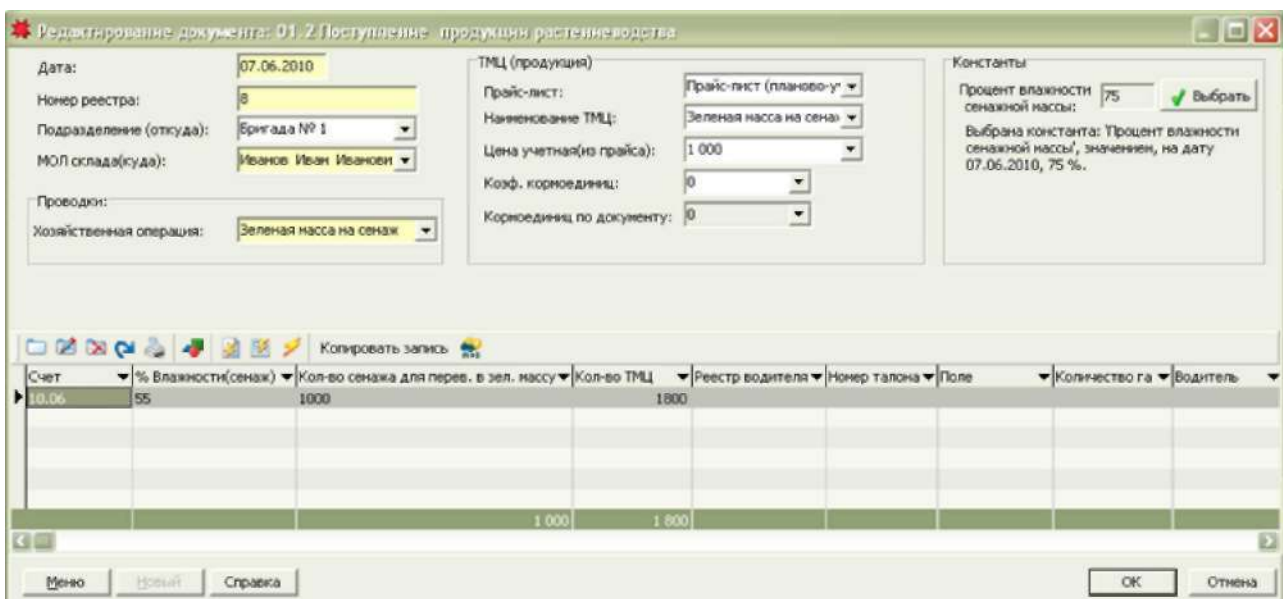 Редактирование документа: 01. 2 Поступление продукции растениеводства
Дата: 07.06.2010
Номер реестра: 8
Подразделение (откуда): Бригада № 1
МОЛ склада(куда): Иванов Иван Иванови
Проводки:
Хозяйственная операция: Зеленая масса на сенаж
ТМЦ (продукция)
Прайс-лист: Прайс-лист (планово-у
Наименование ТМЦ: Зеленая масса на сена
Цена учетная(из прайса): 1 000
Коэф. кормоединиц: 0
Кормоединиц по документу: 0
Константы
Процент влажности
сенажной массы: 75 Выбрать
Выбрана константа: 'Процент влажности
сенажной массы', значением, на дату
07.06.2010, 75 %.
Копировать запись
Счет % Влажности(сенаж) Кол-во сенажа для перев. в зел. массу Кол-во ТМЦ Реестр водителя Номер талона Поле Количество га Водитель
10.06 55 1000 1800
1 000 1 800
Меню Новый Справка ОК Отмена